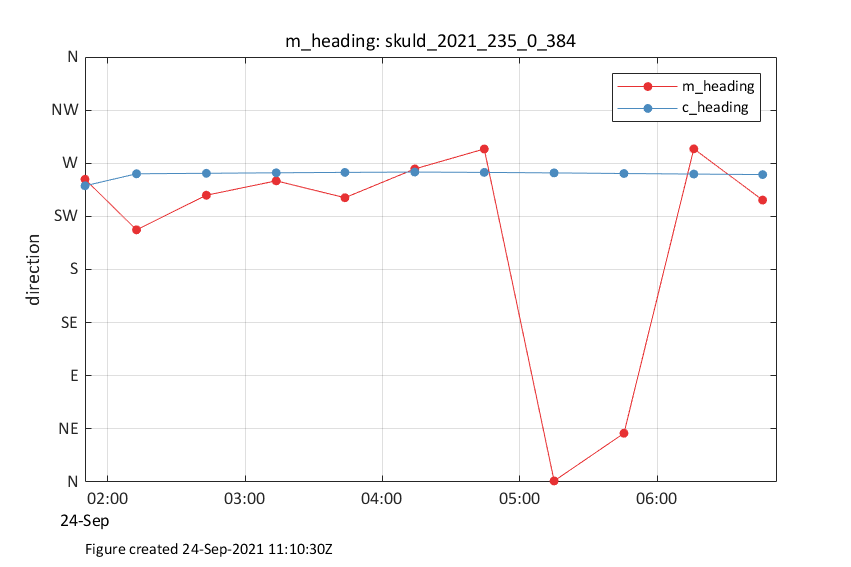 m_heading: skuld_2021_235_0_384
N
NW
W
SW
S
SE
E
NE
N
direction
m_heading
c_heading
02:00 03:00 04:00 05:00 06:00
24-Sep
Figure created 24-Sep-2021 11:10:30Z